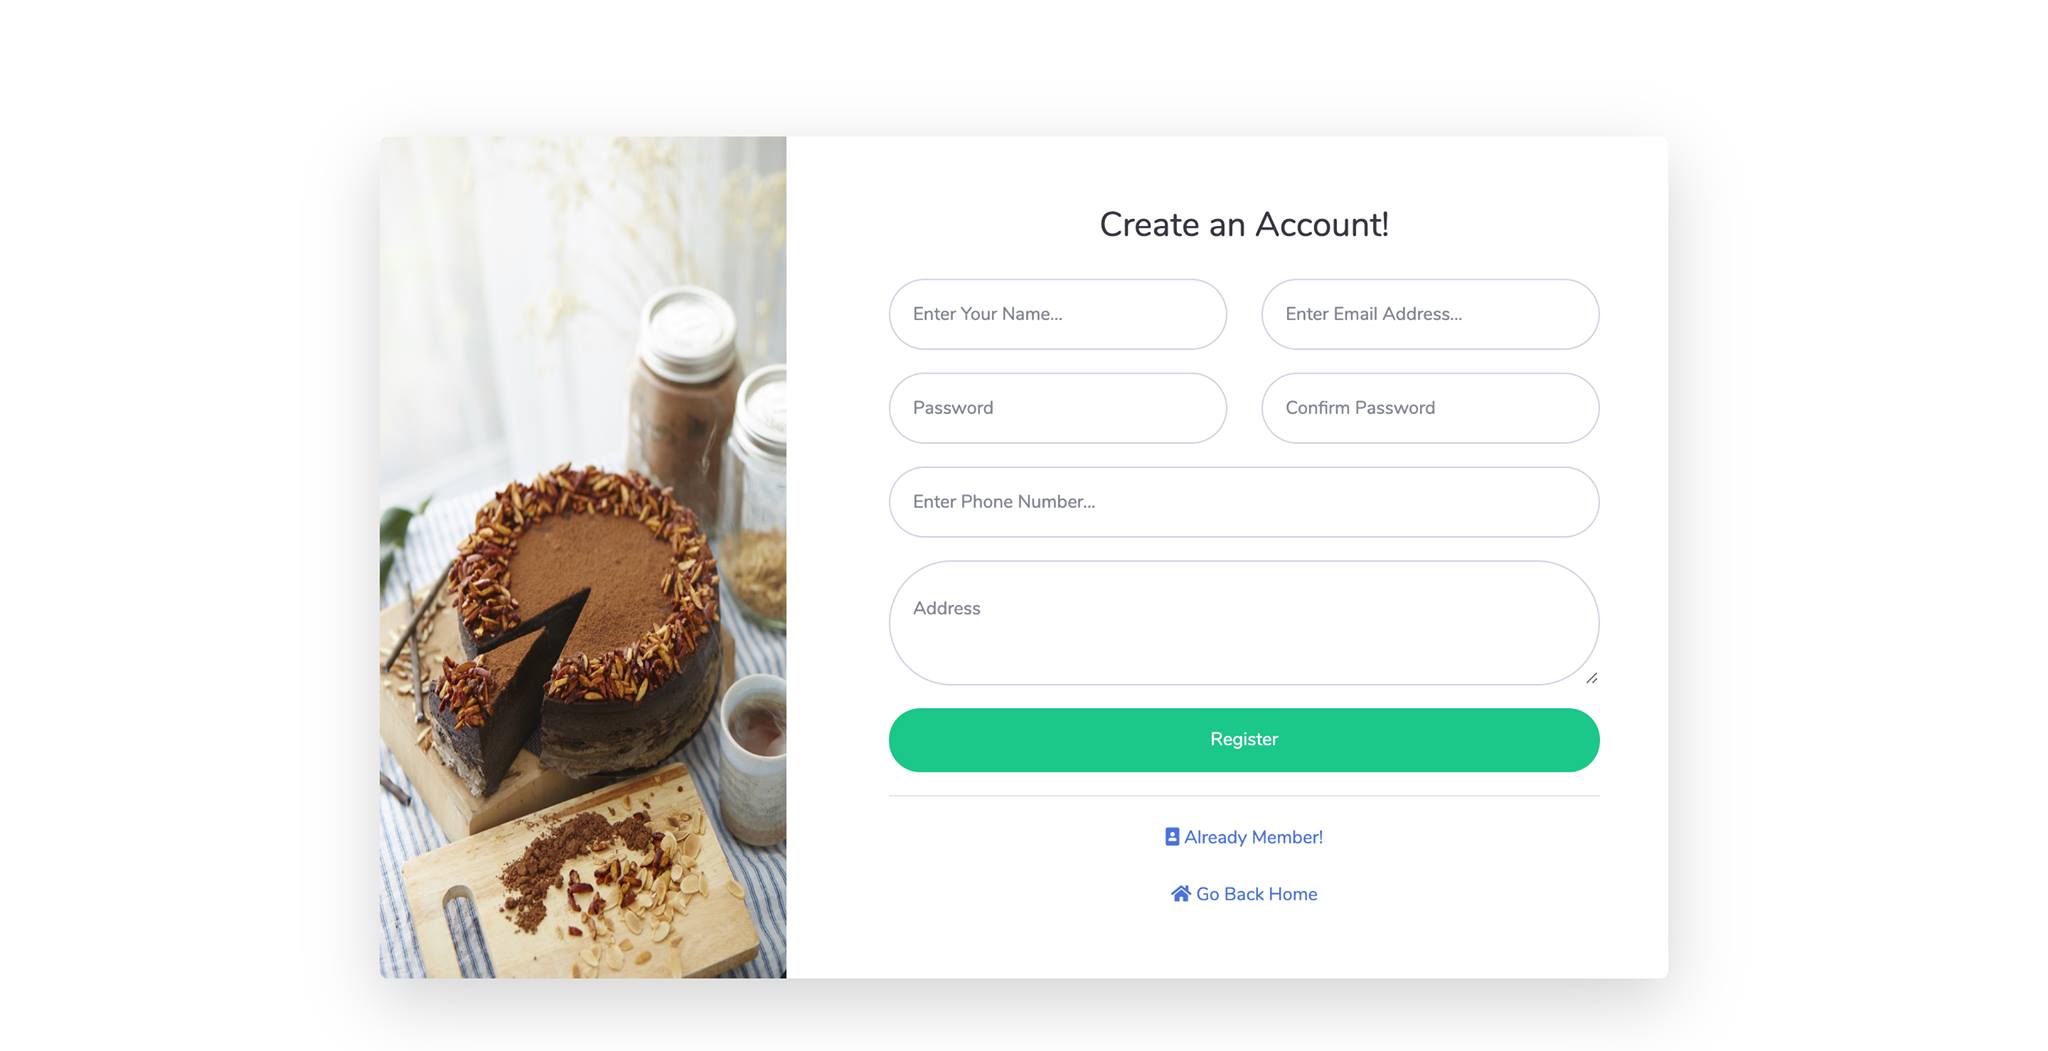 Create an Account!
Enter Your Name...
Enter Email Address...
Password
Confirm Password
Enter Phone Number...
Address
Register
Already Member!
Go Back Home